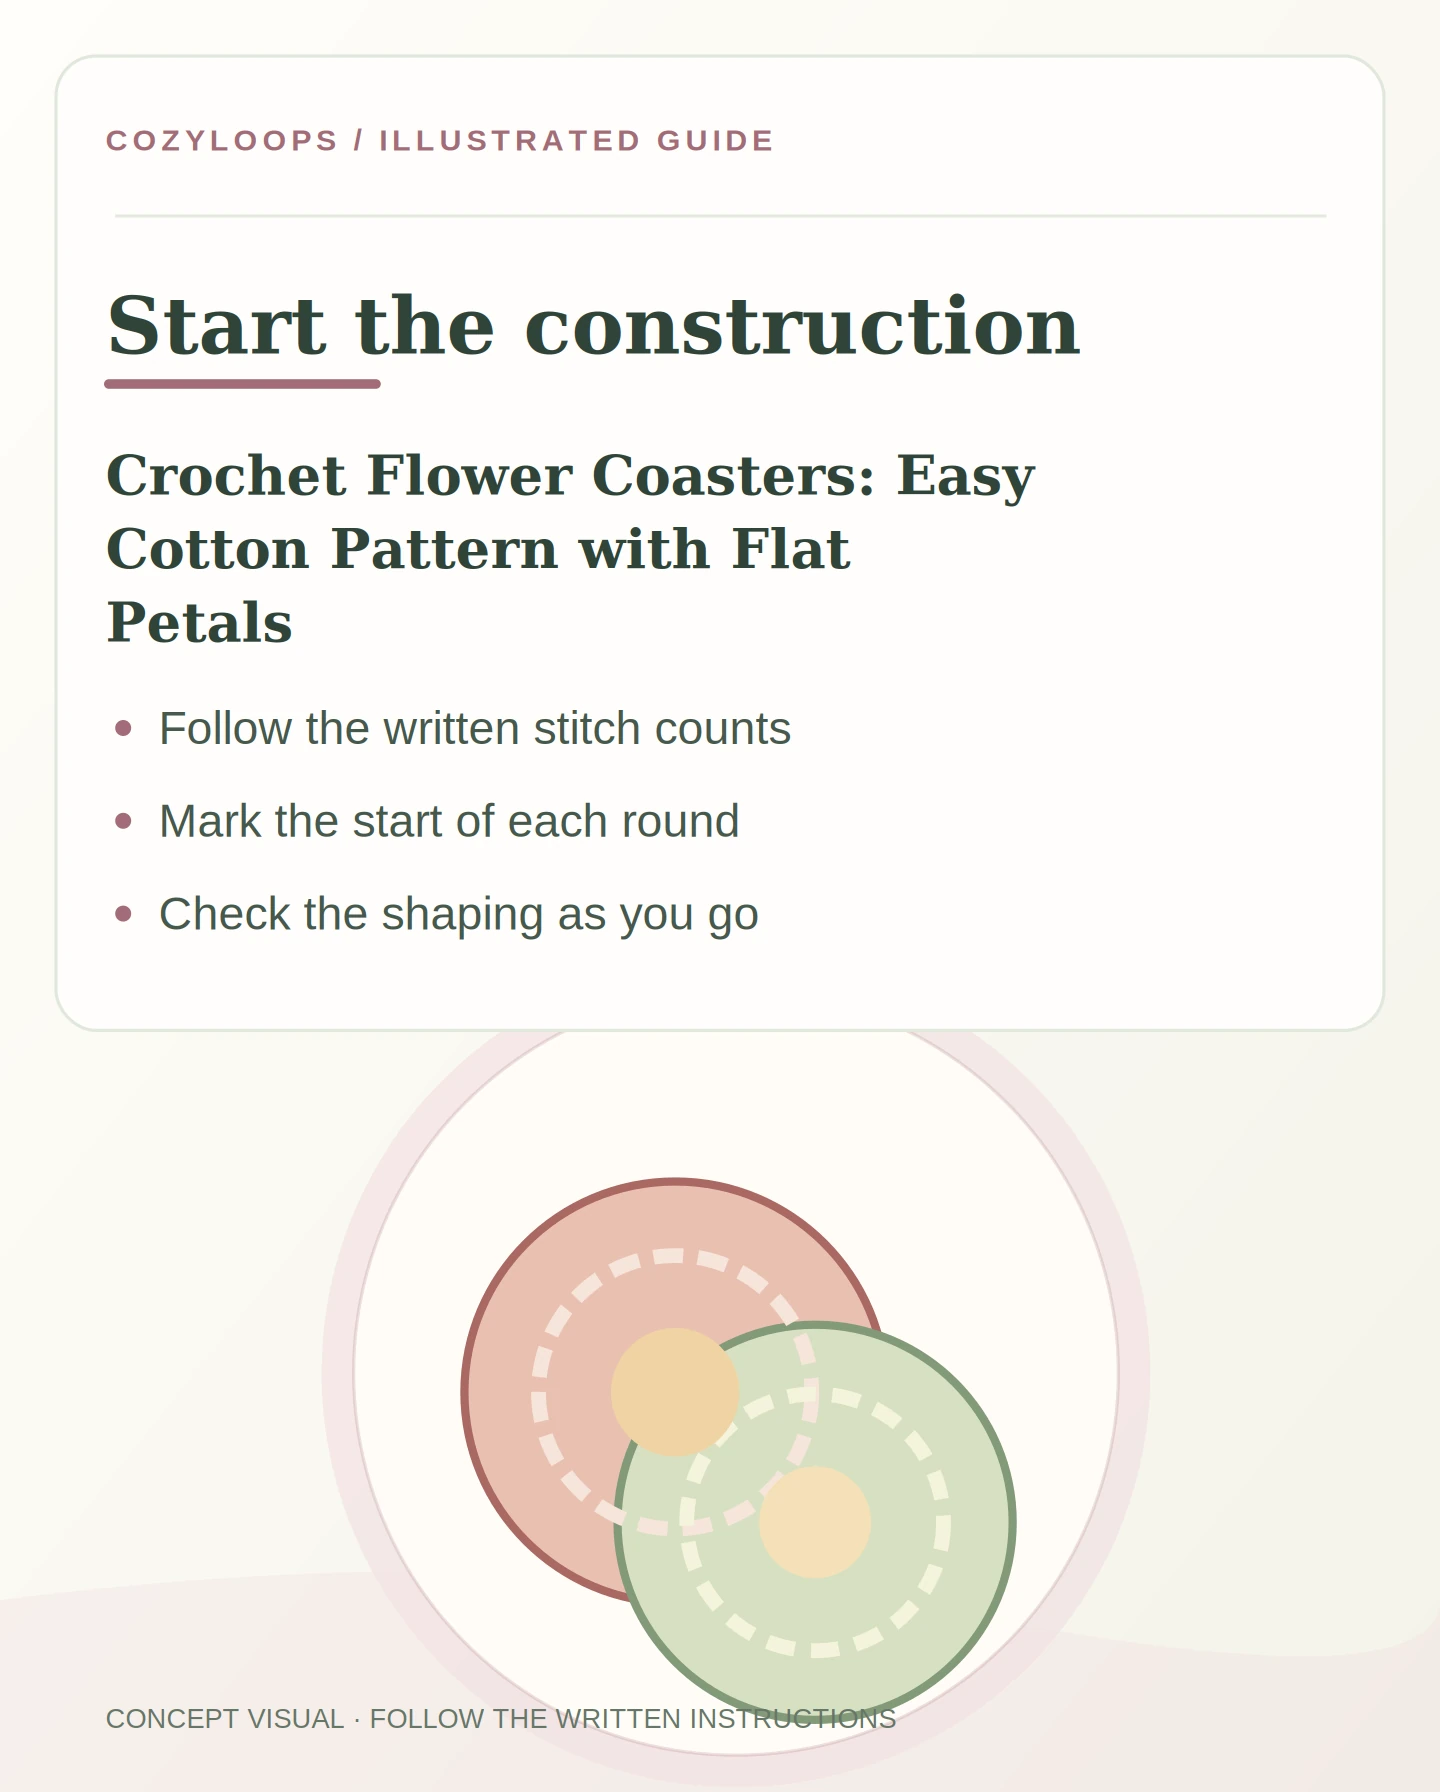 COZYLOOPS / ILLUSTRATED GUIDE
Start the construction
Crochet Flower Coasters: Easy
Cotton Pattern with Flat
Petals
Follow the written stitch counts
Mark the start of each round
Check the shaping as you go
CONCEPT VISUAL · FOLLOW THE WRITTEN INSTRUCTIONS